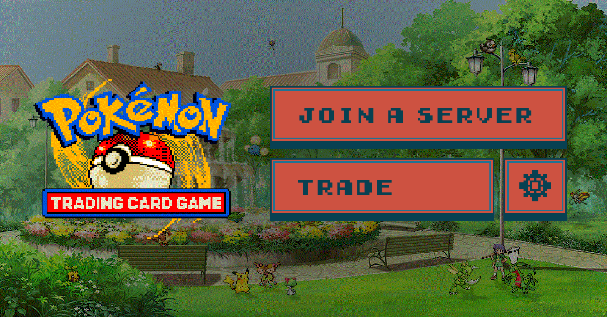 POKéMON
TRADING CARD GAME
JOIN A SERVER
TRADE